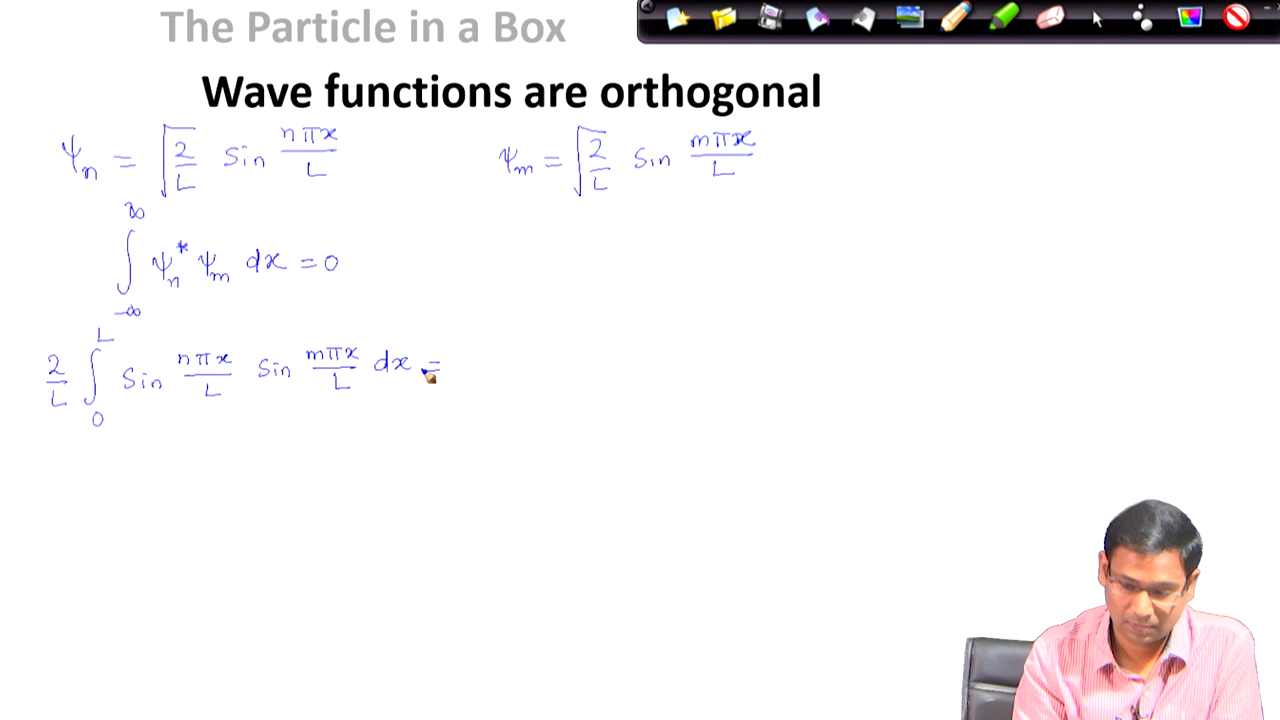 The Particle in a Box
Wave functions are orthogonal
ψₙ = √(2/L) Sin nπx/L    ψₘ = √(2/L) Sin mπx/L
∫_{-∞}^{∞} ψₙ* ψₘ dx = 0
2/L ∫_{0}^{L} Sin nπx/L Sin mπx/L dx =